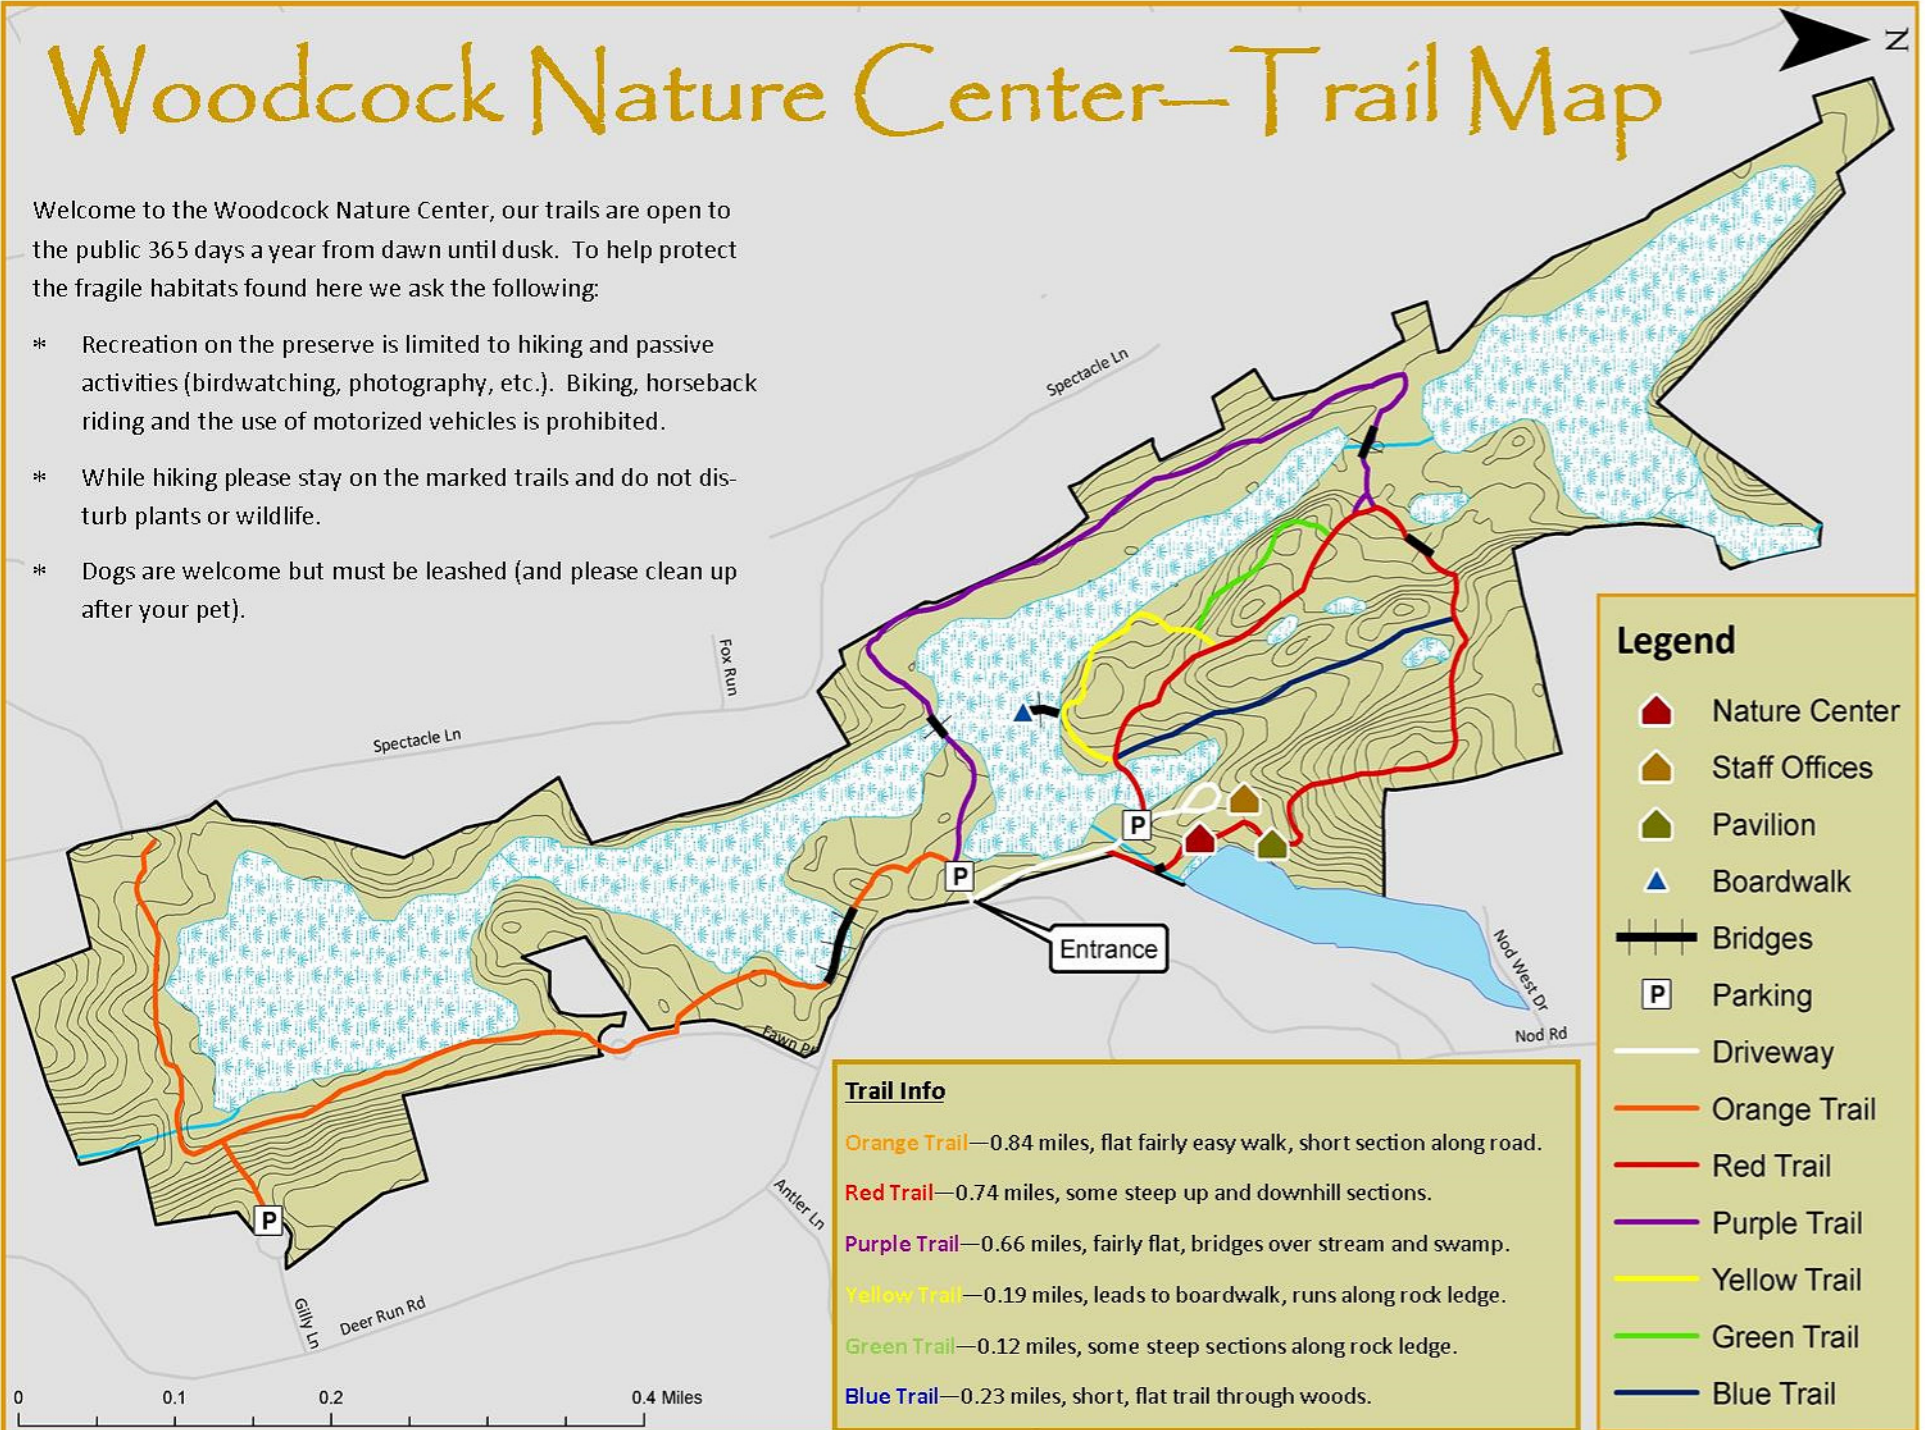 Woodcock Nature Center—Trail Map
N
Welcome to the Woodcock Nature Center, our trails are open to
the public 365 days a year from dawn until dusk.  To help protect
the fragile habitats found here we ask the following:
* Recreation on the preserve is limited to hiking and passive
activities (birdwatching, photography, etc.).  Biking, horseback
riding and the use of motorized vehicles is prohibited.
* While hiking please stay on the marked trails and do not dis-
turb plants or wildlife.
* Dogs are welcome but must be leashed (and please clean up
after your pet).
Spectacle Ln
Fox Run
Spectacle Ln
P
P
Entrance
Nod West Dr
Nod Rd
Fawn Pl
Antler Ln
P
Gilly Ln
Deer Run Rd
0 0.1 0.2 0.4 Miles
Trail Info
Orange Trail—0.84 miles, flat fairly easy walk, short section along road.
Red Trail—0.74 miles, some steep up and downhill sections.
Purple Trail—0.66 miles, fairly flat, bridges over stream and swamp.
Yellow Trail—0.19 miles, leads to boardwalk, runs along rock ledge.
Green Trail—0.12 miles, some steep sections along rock ledge.
Blue Trail—0.23 miles, short, flat trail through woods.
Legend
Nature Center
Staff Offices
Pavilion
Boardwalk
Bridges
P Parking
Driveway
Orange Trail
Red Trail
Purple Trail
Yellow Trail
Green Trail
Blue Trail